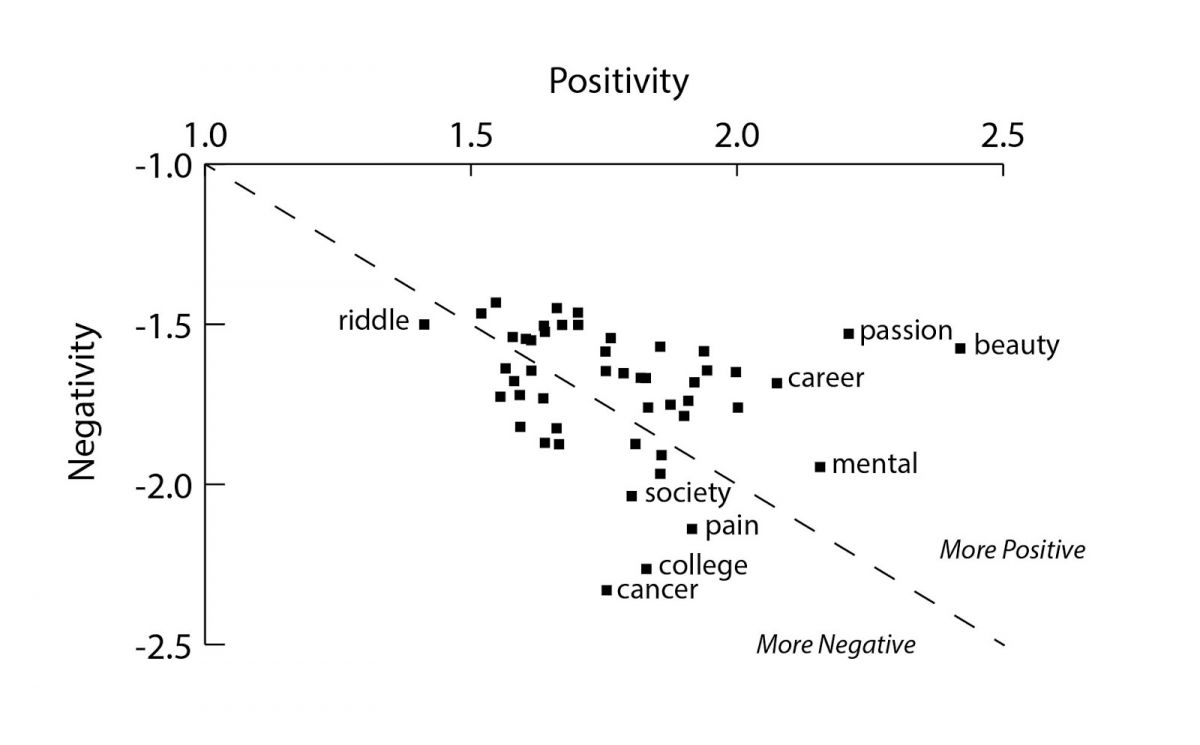 Positivity
1.0 1.5 2.0 2.5
-1.0
riddle
-1.5
passion
beauty
career
Negativity
mental
-2.0
society
pain
More Positive
college
cancer
-2.5
More Negative